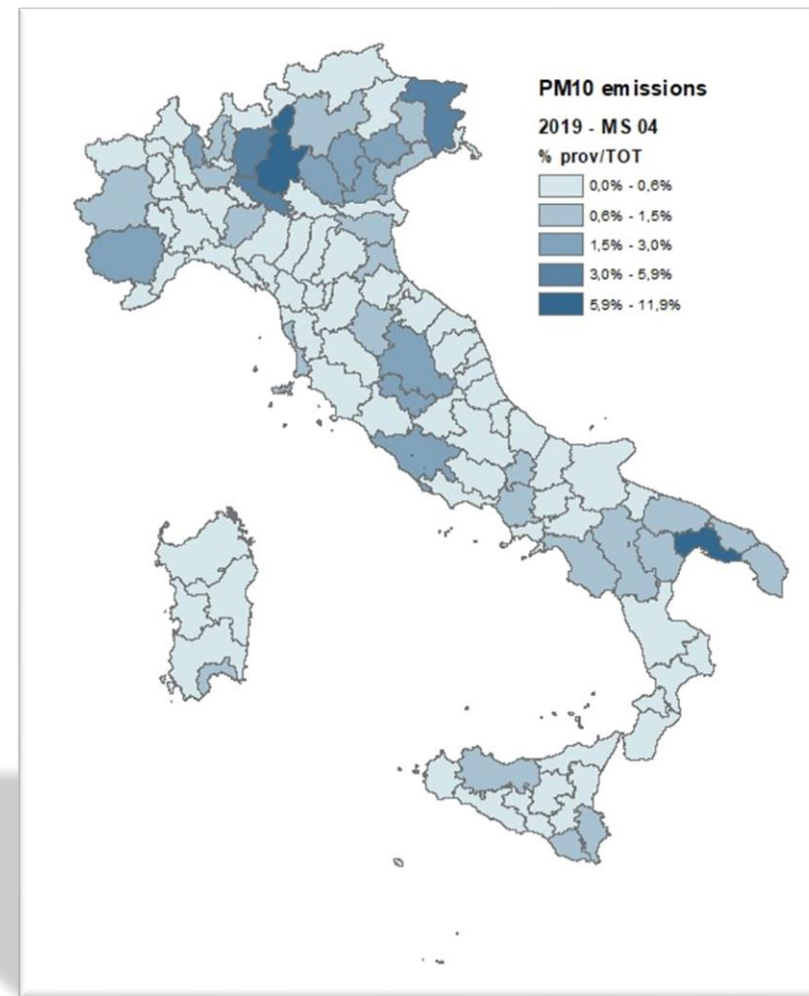 PM10 emissions
2019 - MS 04
% prov/TOT
0,0% - 0,6%
0,6% - 1,5%
1,5% - 3,0%
3,0% - 5,9%
5,9% - 11,9%